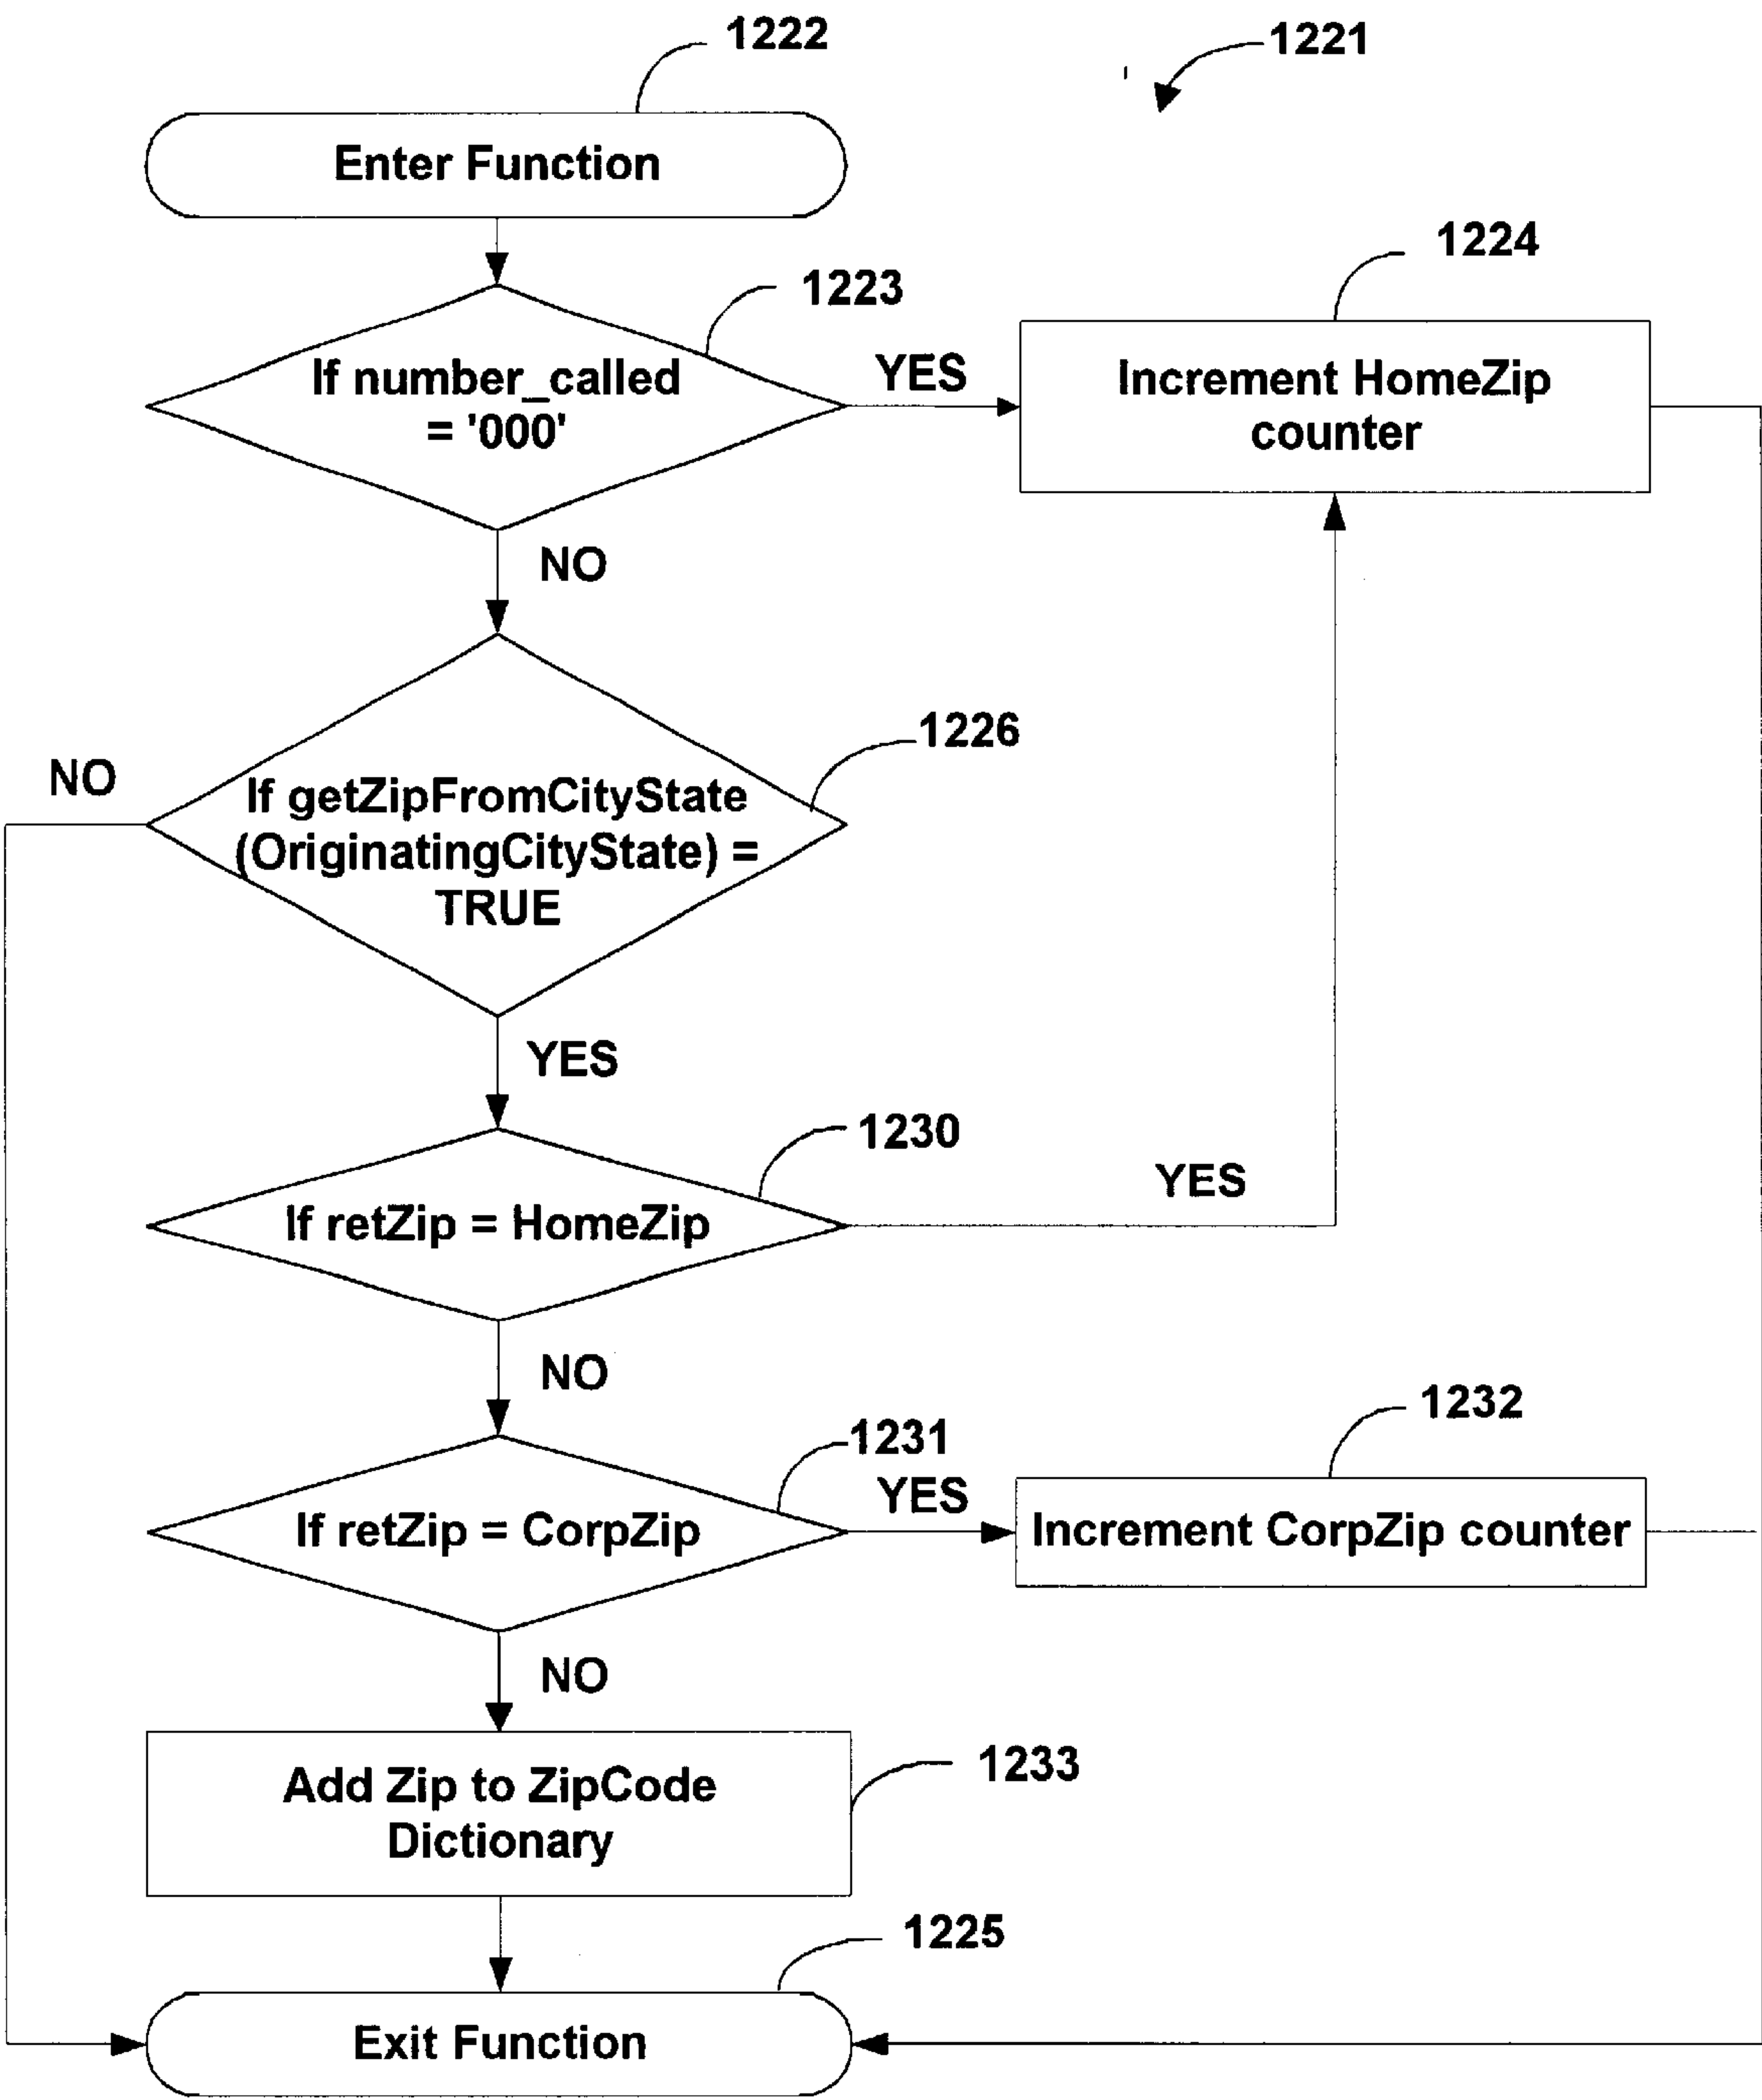 1222
1221
Enter Function
1224
1223
If number_called
= '000'
YES
Increment HomeZip
counter
NO
1226
NO
If getZipFromCityState
(OriginatingCityState) =
TRUE
YES
1230
YES
If retZip = HomeZip
NO
1232
1231
YES
If retZip = CorpZip
Increment CorpZip counter
NO
1233
Add Zip to ZipCode
Dictionary
1225
Exit Function